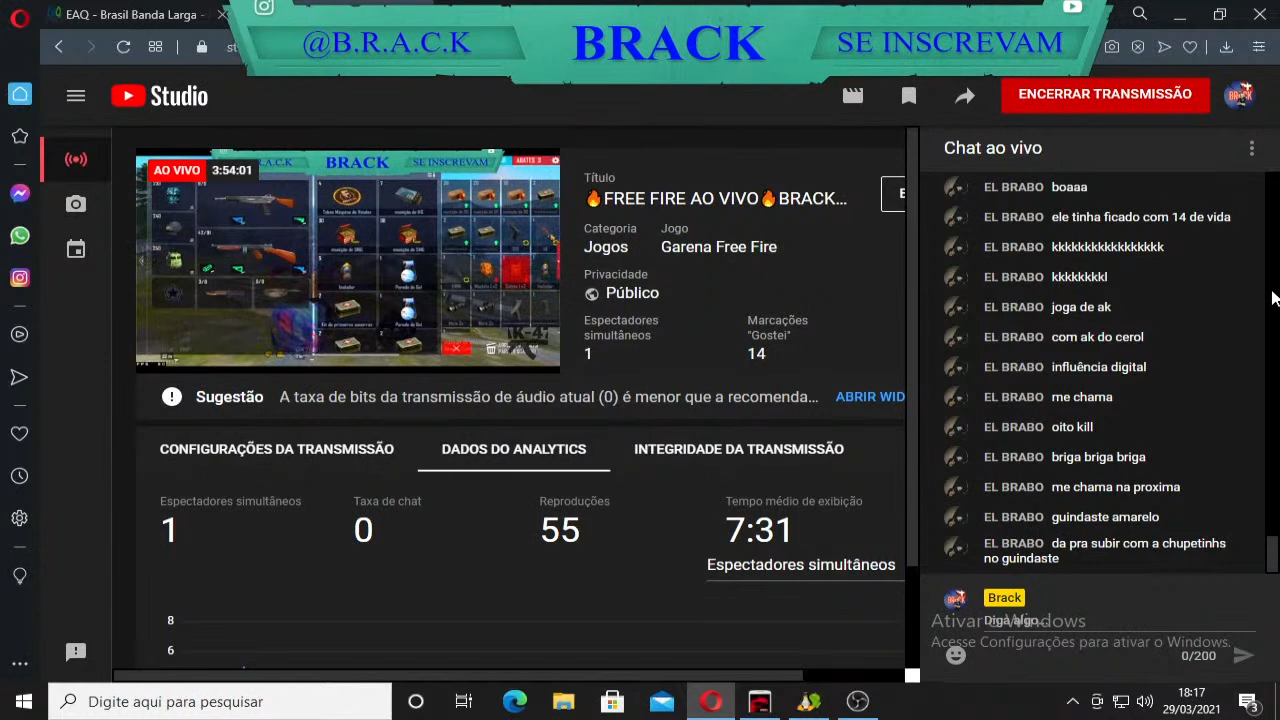 EAQ - Brasil Banda Larga -
@B.R.A.C.K
BRACK
SE INSCREVAM
Studio
ENCERRAR TRANSMISSÃO
AO VIVO 3:54:01
BRACK
SE INSCREVAM
Título
🔥FREE FIRE AO VIVO🔥BRACK...
Categoria Jogo
Jogos Garena Free Fire
Privacidade
Público
Espectadores
simultâneos
1
Marcações
"Gostei"
14
Sugestão A taxa de bits da transmissão de áudio atual (0) é menor que a recomenda... ABRIR WID
CONFIGURAÇÕES DA TRANSMISSÃO DADOS DO ANALYTICS INTEGRIDADE DA TRANSMISSÃO
Espectadores simultâneos Taxa de chat Reproduções Tempo médio de exibição
1 0 55 7:31
Espectadores simultâneos
8
6
Chat ao vivo
EL BRABO boaaa
EL BRABO ele tinha ficado com 14 de vida
EL BRABO kkkkkkkkkkkkkkkkk
EL BRABO kkkkkkkkl
EL BRABO joga de ak
EL BRABO com ak do cerol
EL BRABO influência digital
EL BRABO me chama
EL BRABO oito kill
EL BRABO briga briga briga
EL BRABO me chama na proxima
EL BRABO guindaste amarelo
EL BRABO da pra subir com a chupetinhs
no guindaste
Brack
Diga algo...
Ativar o Windows
Acesse Configurações para ativar o Windows.
0/200
Digite aqui para pesquisar
18:17
29/03/2021
3